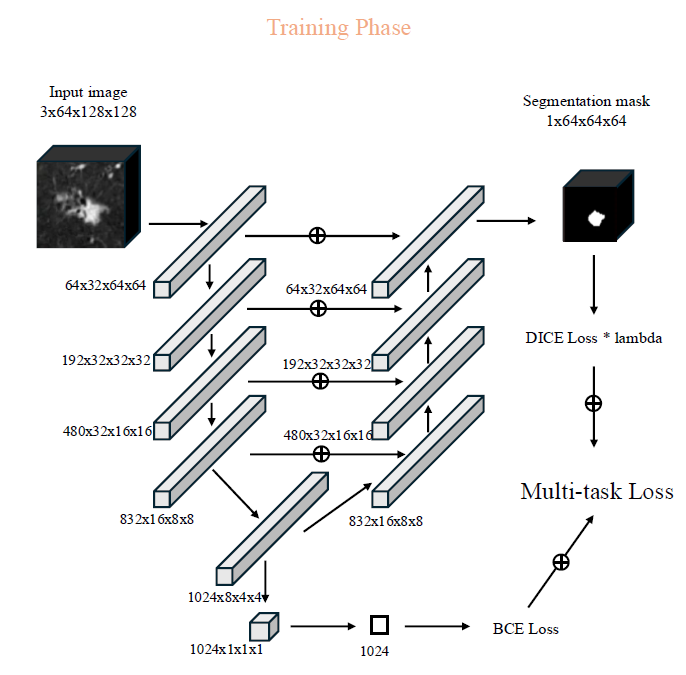 Training Phase
Input image
3x64x128x128
Segmentation mask
1x64x64x64
64x32x64x64
64x32x64x64
DICE Loss * lambda
192x32x32x32
192x32x32x32
480x32x16x16
480x32x16x16
Multi-task Loss
832x16x8x8
832x16x8x8
1024x8x4x4
BCE Loss
1024x1x1x1
1024